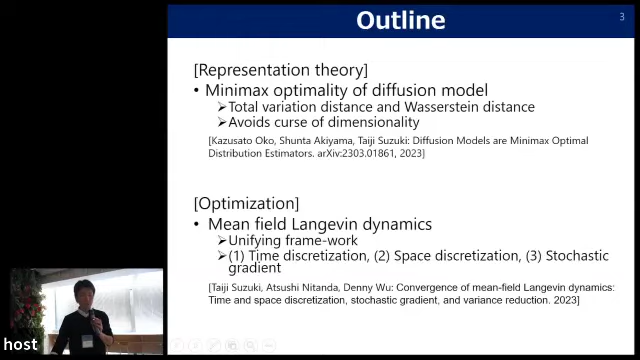 Outline
3
[Representation theory]
• Minimax optimality of diffusion model
➢Total variation distance and Wasserstein distance
➢Avoids curse of dimensionality
[Kazusato Oko, Shunta Akiyama, Taiji Suzuki: Diffusion Models are Minimax Optimal
Distribution Estimators. arXiv:2303.01861, 2023]
[Optimization]
• Mean field Langevin dynamics
➢Unifying frame-work
➢(1) Time discretization, (2) Space discretization, (3) Stochastic
gradient
[Taiji Suzuki, Atsushi Nitanda, Denny Wu: Convergence of mean-field Langevin dynamics:
Time and space discretization, stochastic gradient, and variance reduction. 2023]
host